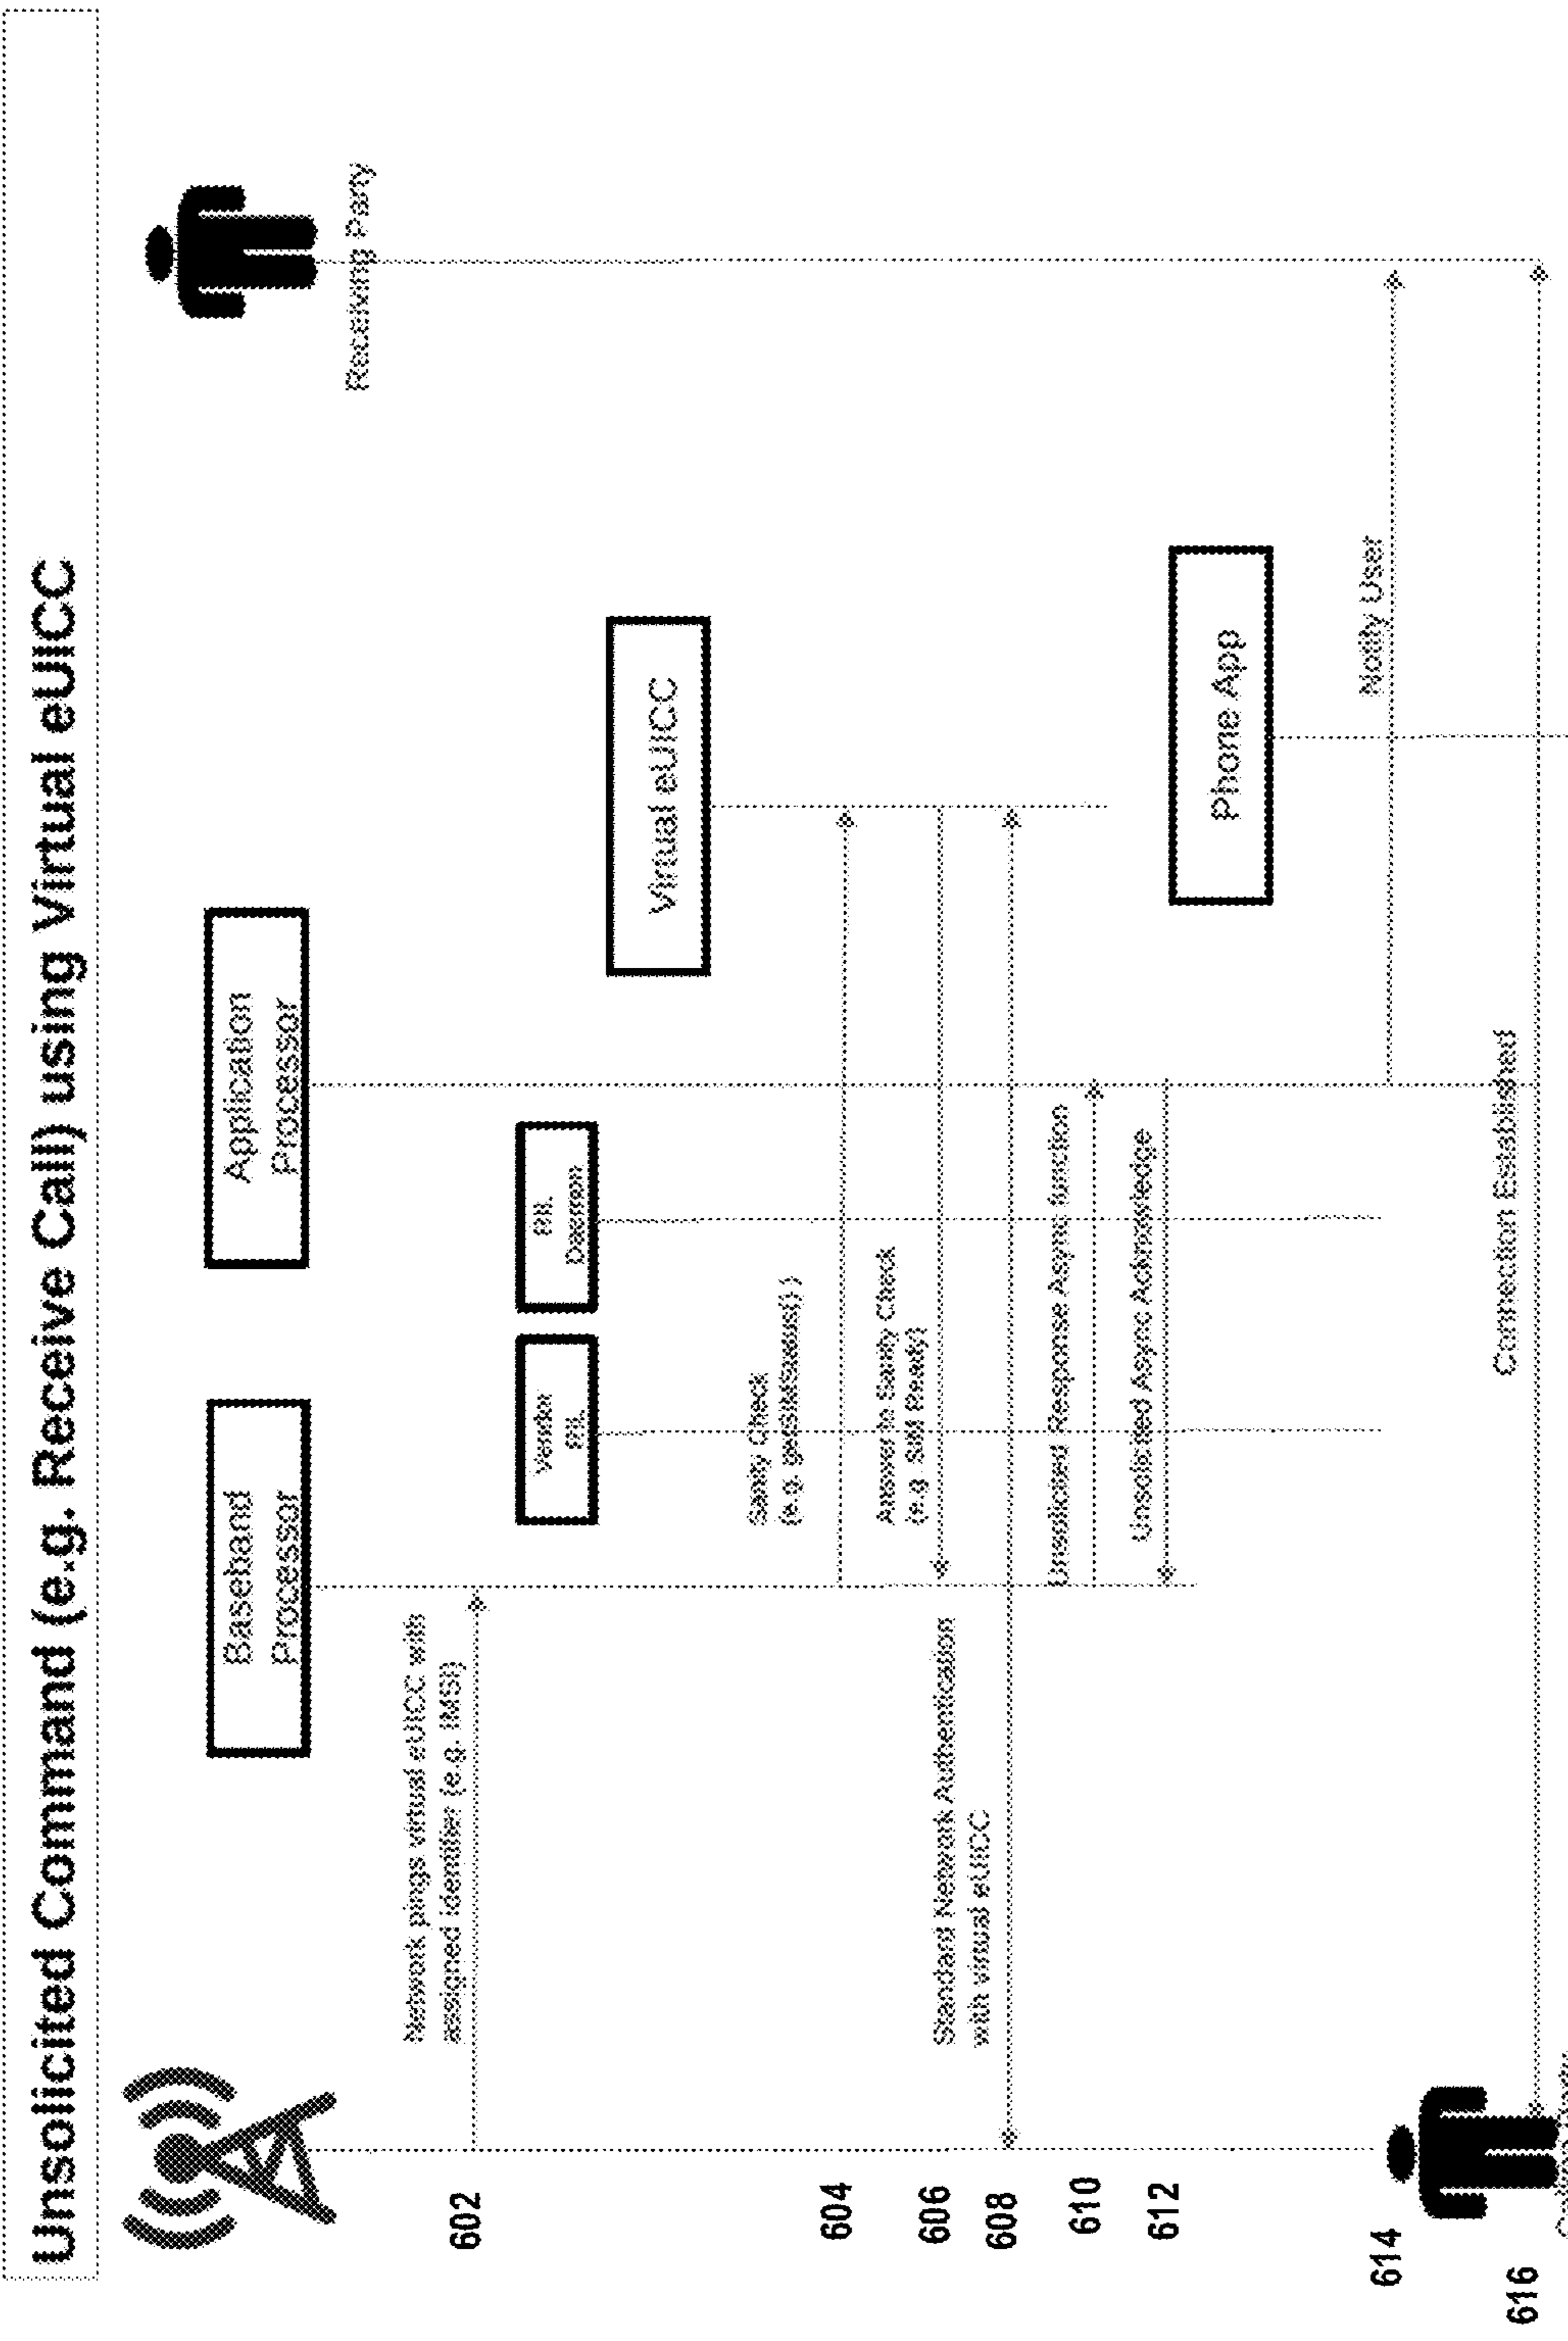 Unsolicited Command (e.g. Receive Call) using Virtual eUICC
Baseband
Processor
Application
Processor
Receiving Party
602
Network pings virtual eUICC with
assigned identifier (e.g. IMSI)
Vendor
RIL
RIL
Daemon
Virtual eUICC
604
Sanity Check
(e.g.
606
Answer to Sanity Check
(e.g. SIM Ready)
608
Standard Network Authentication
with virtual eUICC
610
Unsolicited Response Async function
612
Unsolicited Async Acknowledge
Phone App
614
Notify User
616
Connection Established